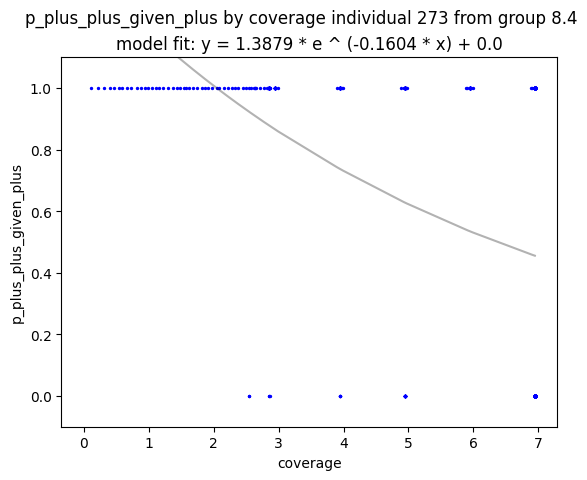 p_plus_plus_given_plus by coverage individual 273 from group 8.4
model fit: y = 1.3879 * e ^ (-0.1604 * x) + 0.0
1.0
0.8
0.6
0.4
0.2
0.0
p_plus_plus_given_plus
0 1 2 3 4 5 6 7
coverage